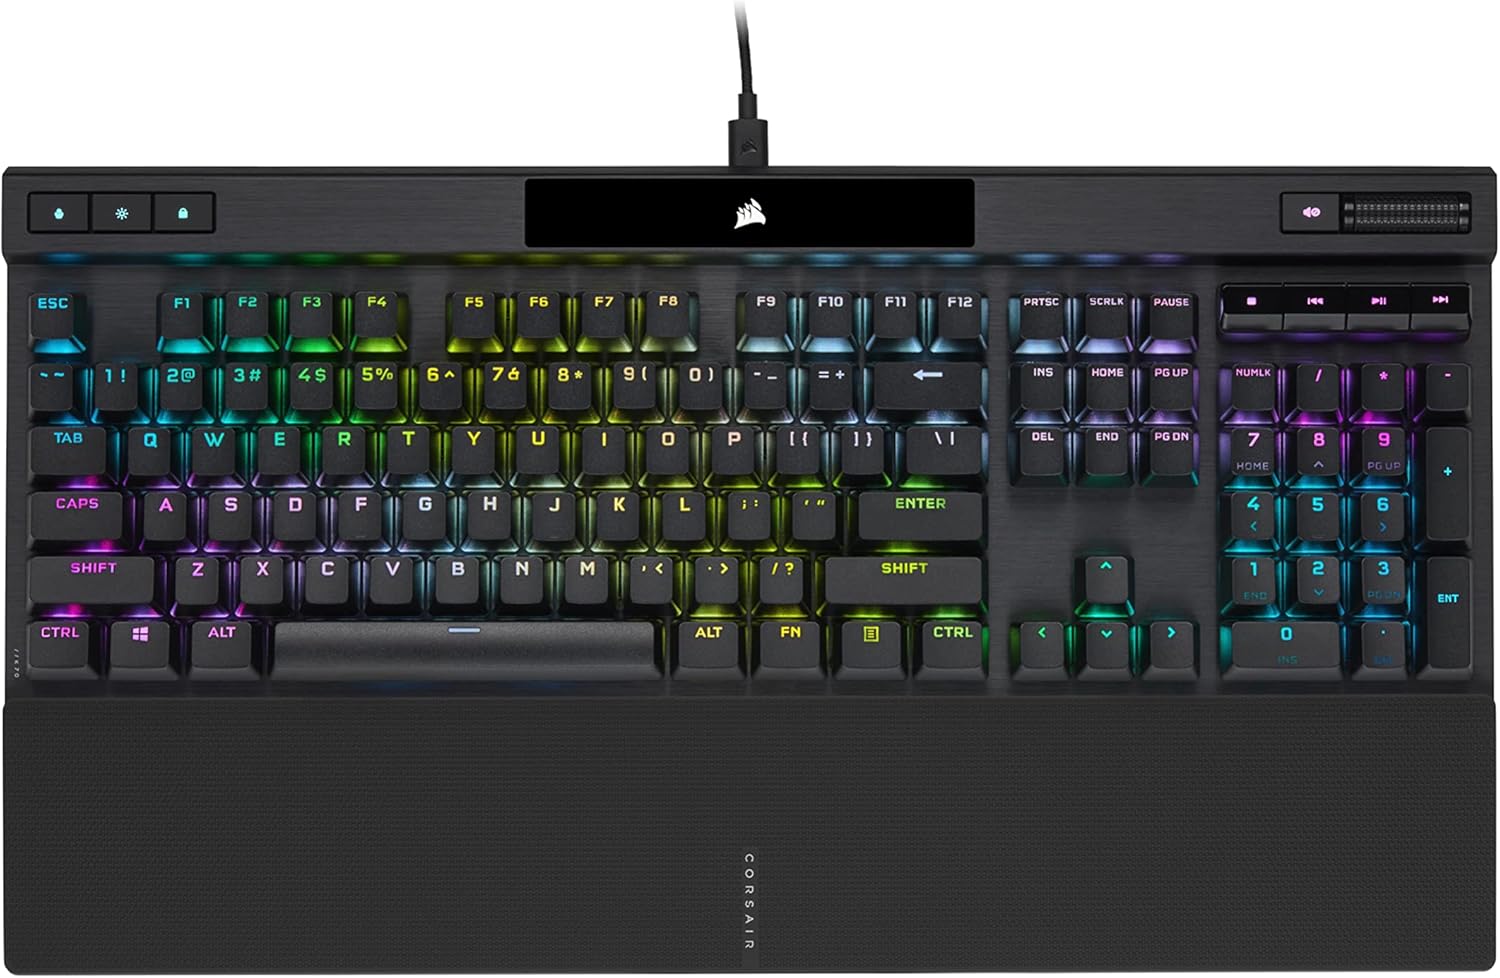 ESC F1 F2 F3 F4 F5 F6 F7 F8 F9 F10 F11 F12 PRTSC SCRLK PAUSE
` ~ 1 ! 2 @ 3 # 4 $ 5 % 6 ^ 7 & 8 * 9 ( 0 ) - _ = + INS HOME PG UP NUMLK / * -
TAB Q W E R T Y U I O P [ { ] } \ | DEL END PG DN 7 8 9 +
HOME ^ PG UP
CAPS A S D F G H J K L ; : ' " ENTER 4 5 6
< >
SHIFT Z X C V B N M , < . > / ? SHIFT ^ 1 2 3 ENT
END ⌄ PG DN
CTRL ALT ALT FN CTRL < ⌄ > 0 .
INS DEL
//K70
CORSAIR